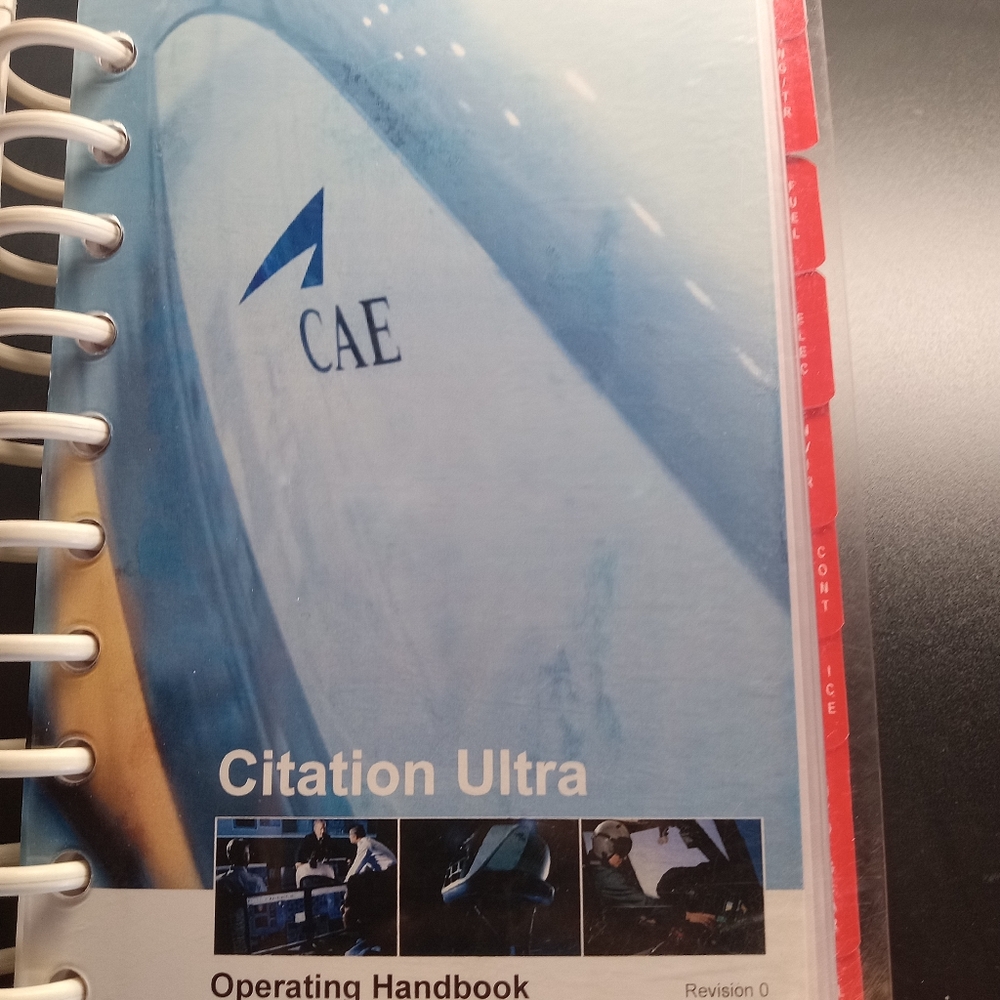 CAE
Citation Ultra
Operating Handbook
Revision 0
FUEL
ELEC
CONT
ICE